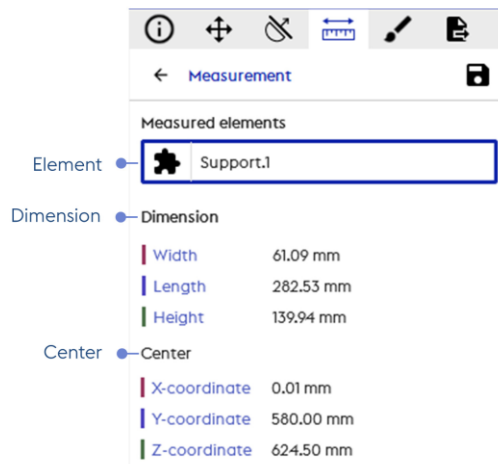 Measurement
Measured elements
Element Support.1
Dimension Dimension
Width 61.09 mm
Length 282.53 mm
Height 139.94 mm
Center Center
X-coordinate 0.01 mm
Y-coordinate 580.00 mm
Z-coordinate 624.50 mm